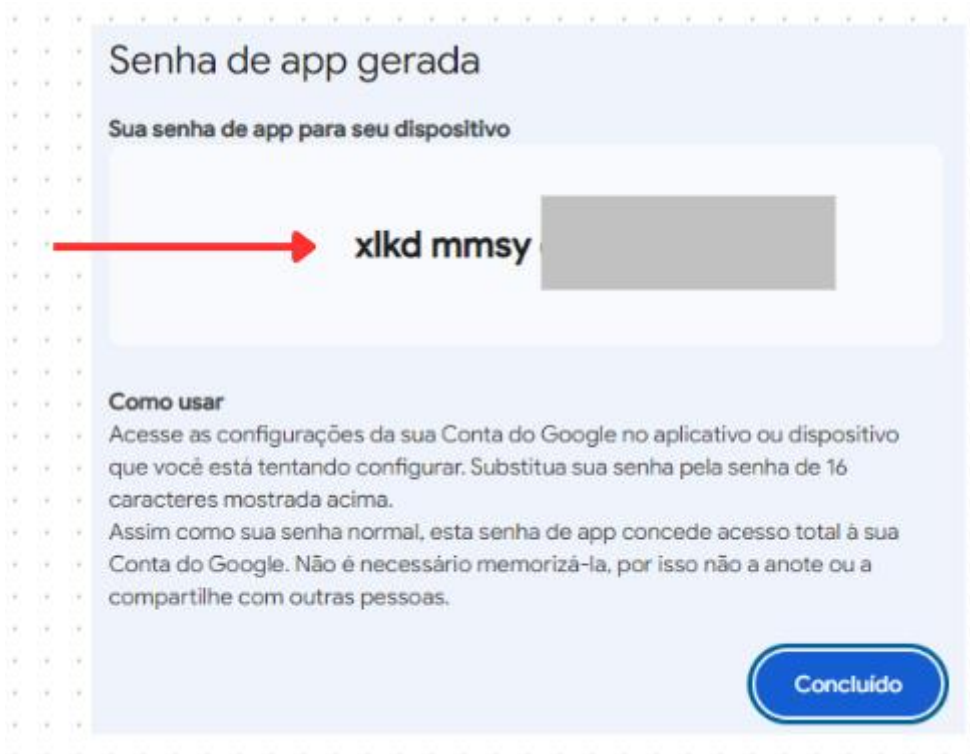 Senha de app gerada
Sua senha de app para seu dispositivo
xlkd mmsy
Como usar
Acesse as configurações da sua Conta do Google no aplicativo ou dispositivo
que você está tentando configurar. Substitua sua senha pela senha de 16
caracteres mostrada acima.
Assim como sua senha normal, esta senha de app concede acesso total à sua
Conta do Google. Não é necessário memorizá-la, por isso não a anote ou a
compartilhe com outras pessoas.
Concluído